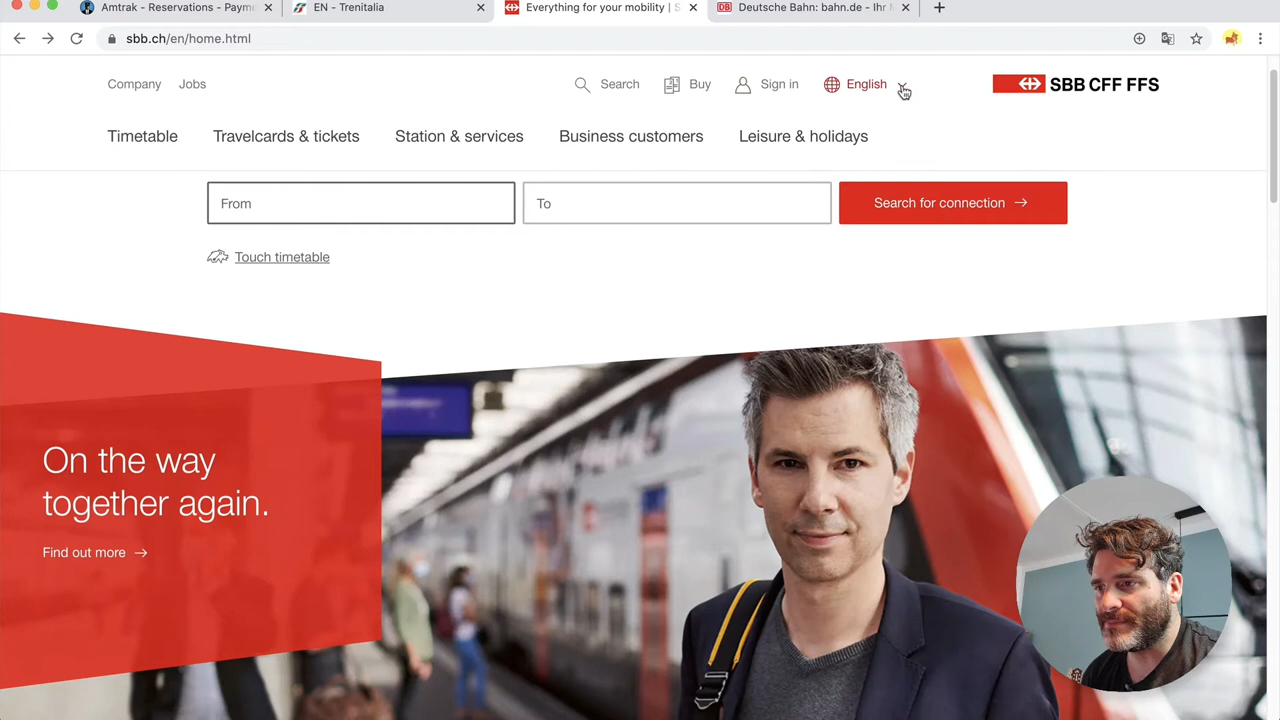 Amtrak - Reservations - Paym
EN - Trenitalia
Everything for your mobility | S
DB Deutsche Bahn: bahn.de - Ihr M
sbb.ch/en/home.html
Company Jobs
Search Buy Sign in English
SBB CFF FFS
Timetable Travelcards & tickets Station & services Business customers Leisure & holidays
From To Search for connection →
Touch timetable
On the way
together again.
Find out more →